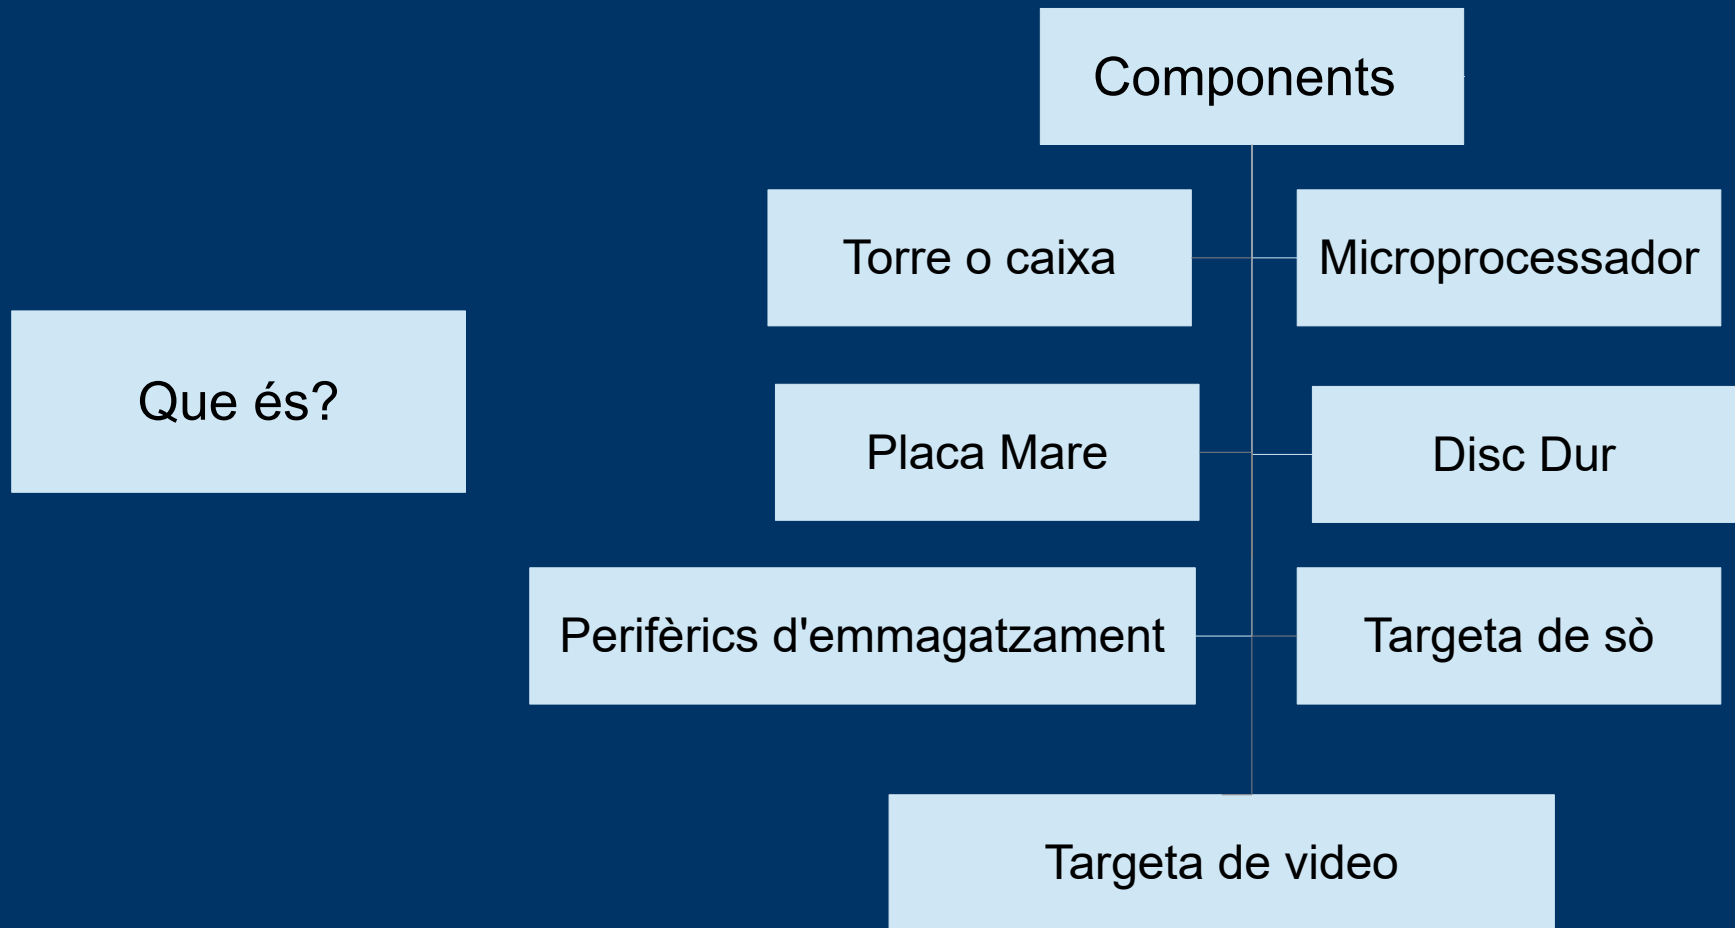 Components
Torre o caixa
Microprocessador
Que és?
Placa Mare
Disc Dur
Perifèrics d'emmagatzament
Targeta de sò
Targeta de video